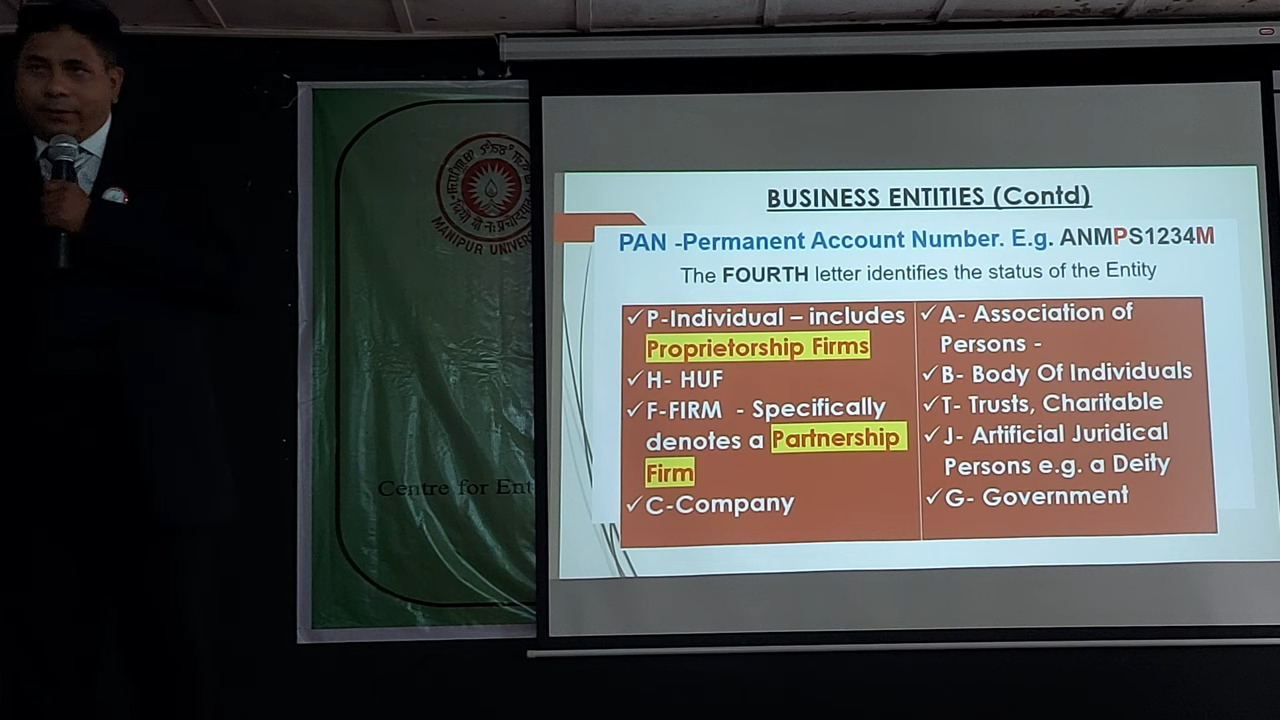 MANIPUR UNIVERS
Centre for Ent
BUSINESS ENTITIES (Contd)
PAN -Permanent Account Number. E.g. ANMPS1234M
The FOURTH letter identifies the status of the Entity
✓P-Individual – includes
Proprietorship Firms
✓H- HUF
✓F-FIRM - Specifically
denotes a Partnership
Firm
✓C-Company
✓A- Association of
Persons -
✓B- Body Of Individuals
✓T- Trusts, Charitable
✓J- Artificial Juridical
Persons e.g. a Deity
✓G- Government